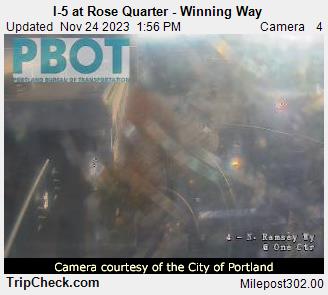 I-5 at Rose Quarter - Winning Way
Updated Nov 24 2023 1:56 PM Camera 4
PBOT
PORTLAND BUREAU OF TRANSPORTATION
4 - N. Ramsey Wy
@ One Ctr
Camera courtesy of the City of Portland
TripCheck.com Milepost302.00